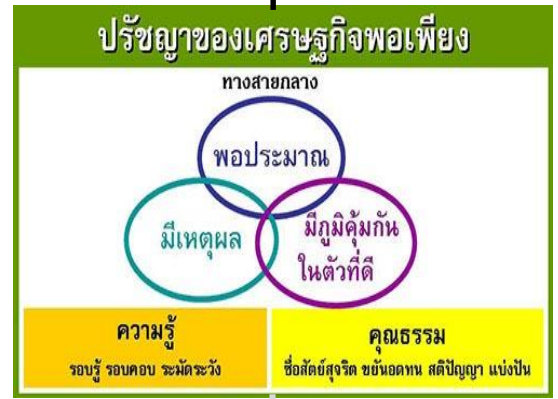 ปรัชญาของเศรษฐกิจพอเพียง
ทางสายกลาง
พอประมาณ
มีเหตุผล
มีภูมิคุ้มกัน
ในตัวที่ดี
ความรู้
รอบรู้ รอบคอบ ระมัดระวัง
คุณธรรม
ซื่อสัตย์สุจริต ขยันอดทน สติปัญญา แบ่งปัน